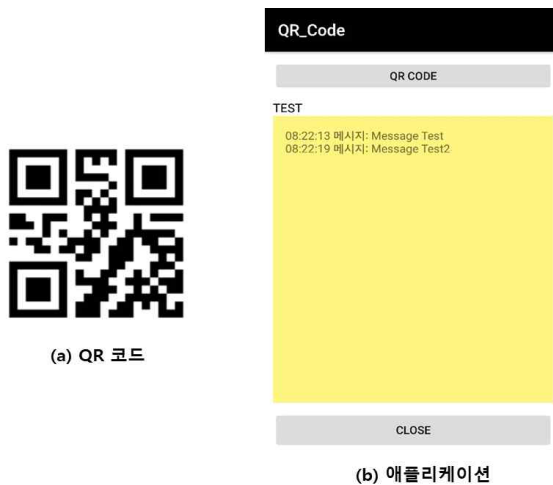 QR_Code
QR CODE
TEST
08:22:13 메시지: Message Test
08:22:19 메시지: Message Test2
CLOSE
(a) QR 코드
(b) 애플리케이션